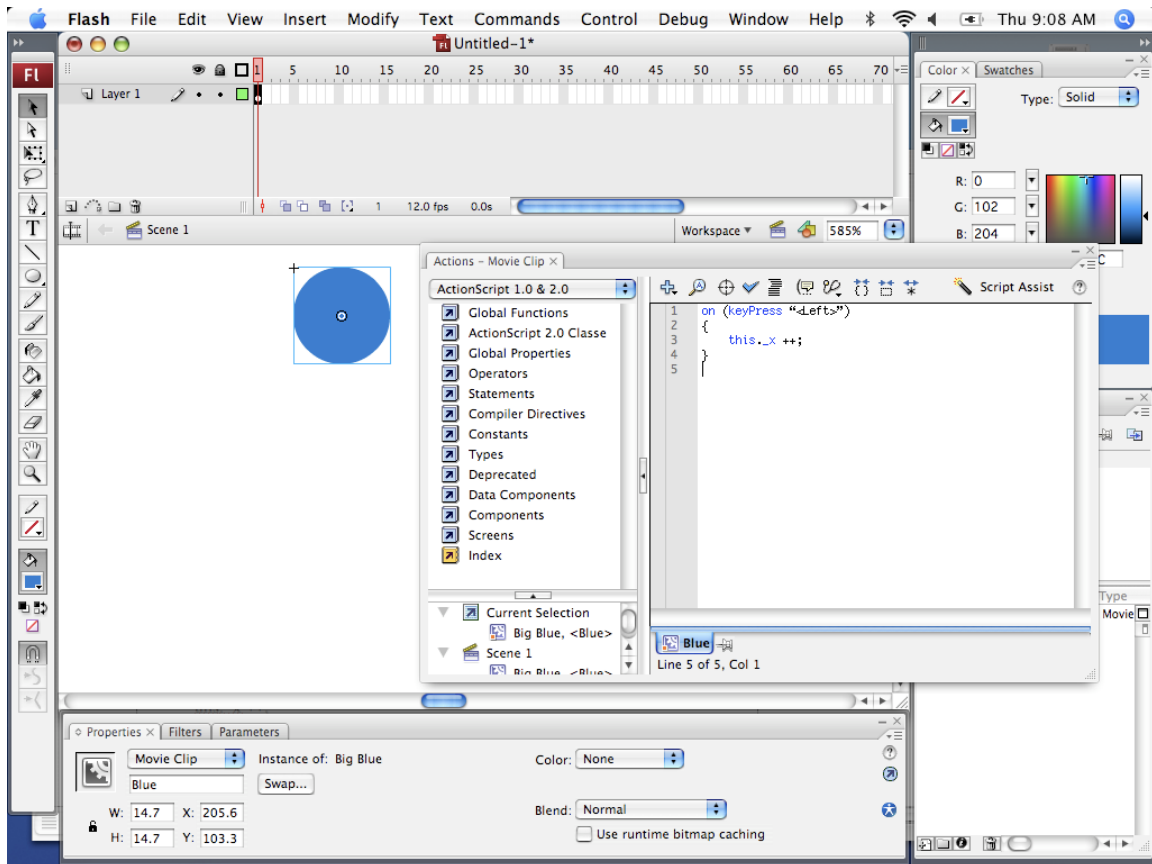 Flash File Edit View Insert Modify Text Commands Control Debug Window Help Thu 9:08 AM
Untitled-1*
Fl
1 5 10 15 20 25 30 35 40 45 50 55 60 65 70
Layer 1
1 12.0 fps 0.0s
Scene 1
Workspace 585%
Color × Swatches
Type: Solid
R: 0
G: 102
B: 204
C
Actions - Movie Clip ×
ActionScript 1.0 & 2.0
Global Functions
ActionScript 2.0 Classe
Global Properties
Operators
Statements
Compiler Directives
Constants
Types
Deprecated
Data Components
Components
Screens
Index
Current Selection
Big Blue, <Blue>
Scene 1
Big Blue, <Blue>
Script Assist
1 on (keyPress “<Left>”)
2 {
3 this._x ++;
4 }
5
Blue
Line 5 of 5, Col 1
Type
Movie
Properties × Filters Parameters
Movie Clip Instance of: Big Blue
Blue Swap...
Color: None
W: 14.7 X: 205.6
H: 14.7 Y: 103.3
Blend: Normal
Use runtime bitmap caching